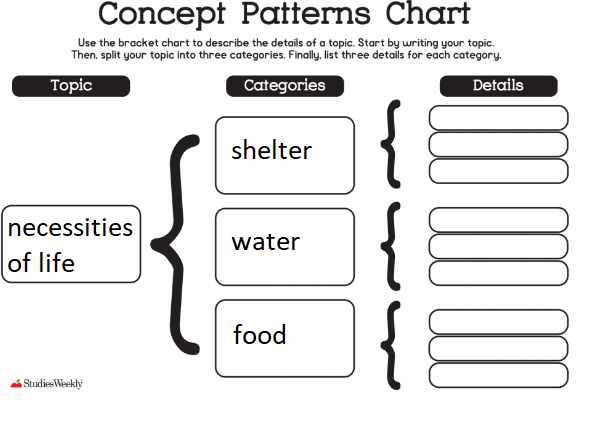 Concept Patterns Chart
Use the bracket chart to describe the details of a topic. Start by writing your topic.
Then, split your topic into three categories. Finally, list three details for each category.
Topic
Categories
Details
necessities
of life
shelter
water
food
StudiesWeekly